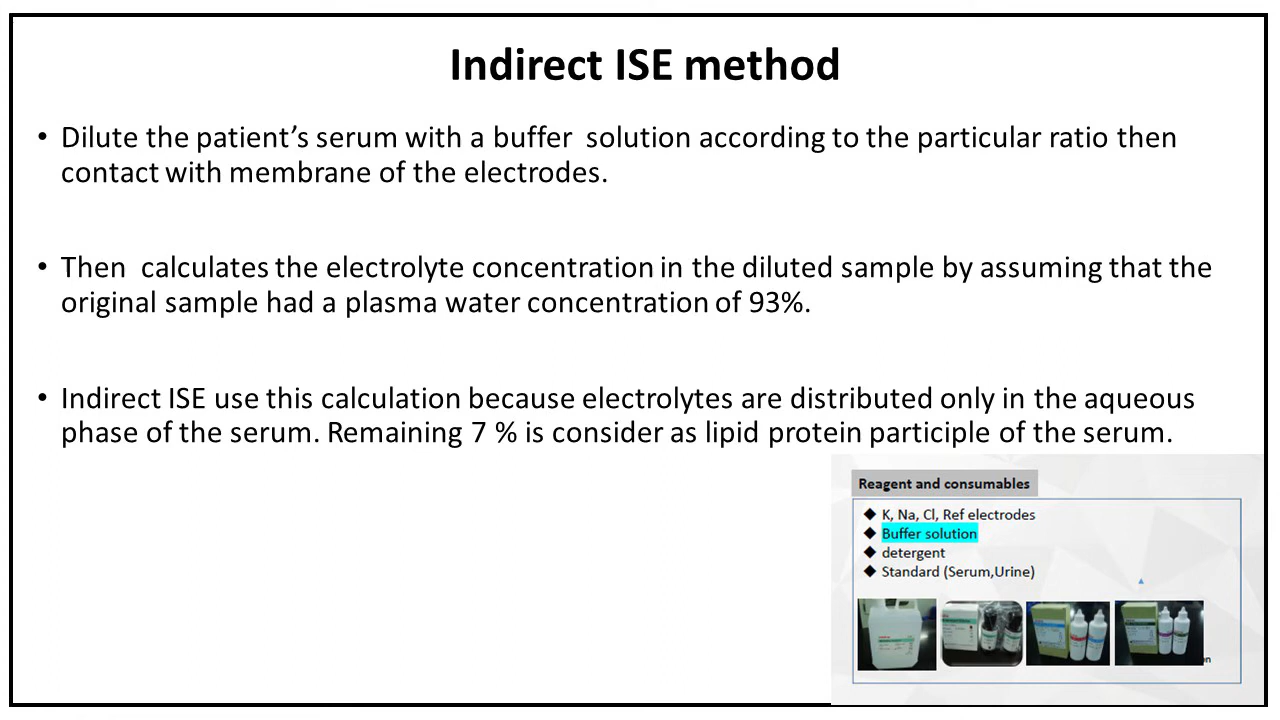 Indirect ISE method
• Dilute the patient’s serum with a buffer solution according to the particular ratio then
contact with membrane of the electrodes.
• Then calculates the electrolyte concentration in the diluted sample by assuming that the
original sample had a plasma water concentration of 93%.
• Indirect ISE use this calculation because electrolytes are distributed only in the aqueous
phase of the serum. Remaining 7 % is consider as lipid protein participle of the serum.
Reagent and consumables
◆ K, Na, Cl, Ref electrodes
◆ Buffer solution
◆ detergent
◆ Standard (Serum,Urine)